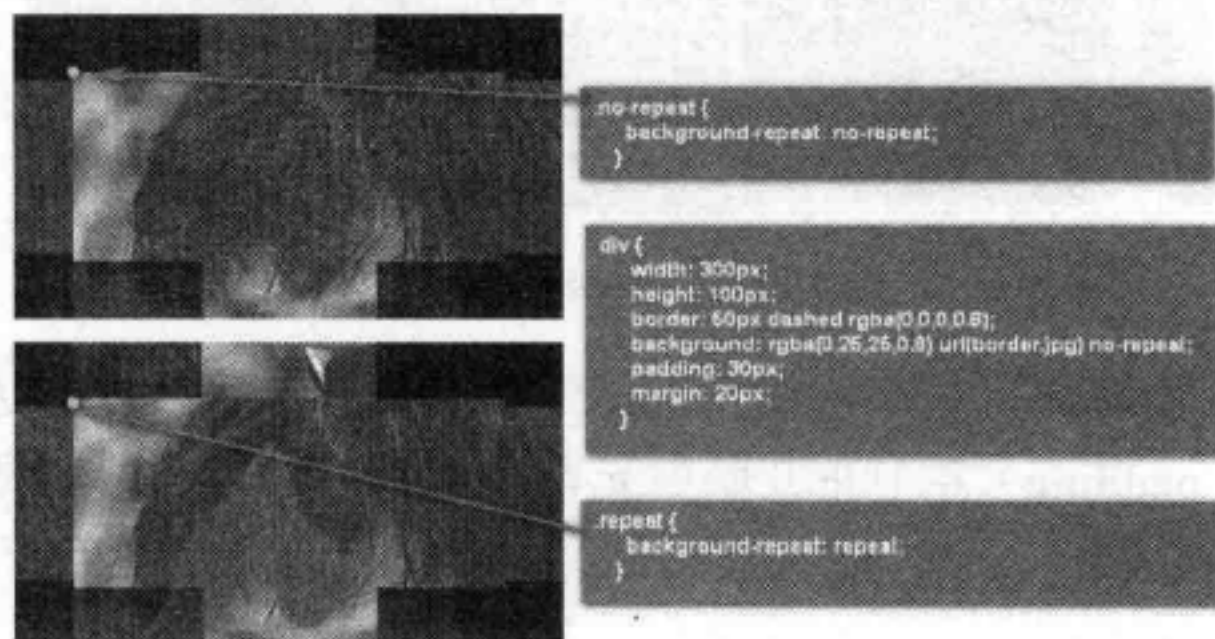 .no-repeat {
background-repeat: no-repeat;
}
div {
width: 300px;
height: 100px;
border: 60px dashed rgba(0,0,0,0.8);
background: rgba(0,25,25,0.8) url(border.jpg) no-repeat;
padding: 30px;
margin: 20px;
}
.repeat {
background-repeat: repeat;
}